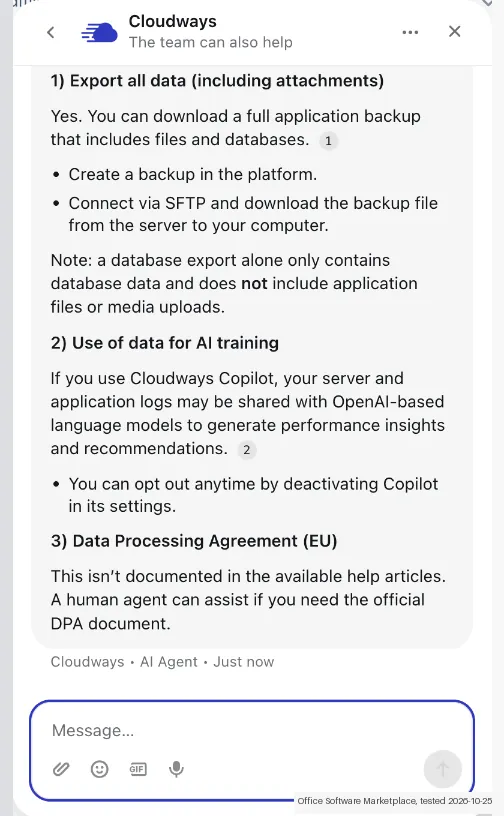 Cloudways
The team can also help
1) Export all data (including attachments)
Yes. You can download a full application backup
that includes files and databases. 1
• Create a backup in the platform.
• Connect via SFTP and download the backup file
from the server to your computer.
Note: a database export alone only contains
database data and does not include application
files or media uploads.
2) Use of data for AI training
If you use Cloudways Copilot, your server and
application logs may be shared with OpenAI-based
language models to generate performance insights
and recommendations. 2
• You can opt out anytime by deactivating Copilot
in its settings.
3) Data Processing Agreement (EU)
This isn’t documented in the available help articles.
A human agent can assist if you need the official
DPA document.
Cloudways • AI Agent • Just now
Message...
GIF
Office Software Marketplace, tested 2026-10-25